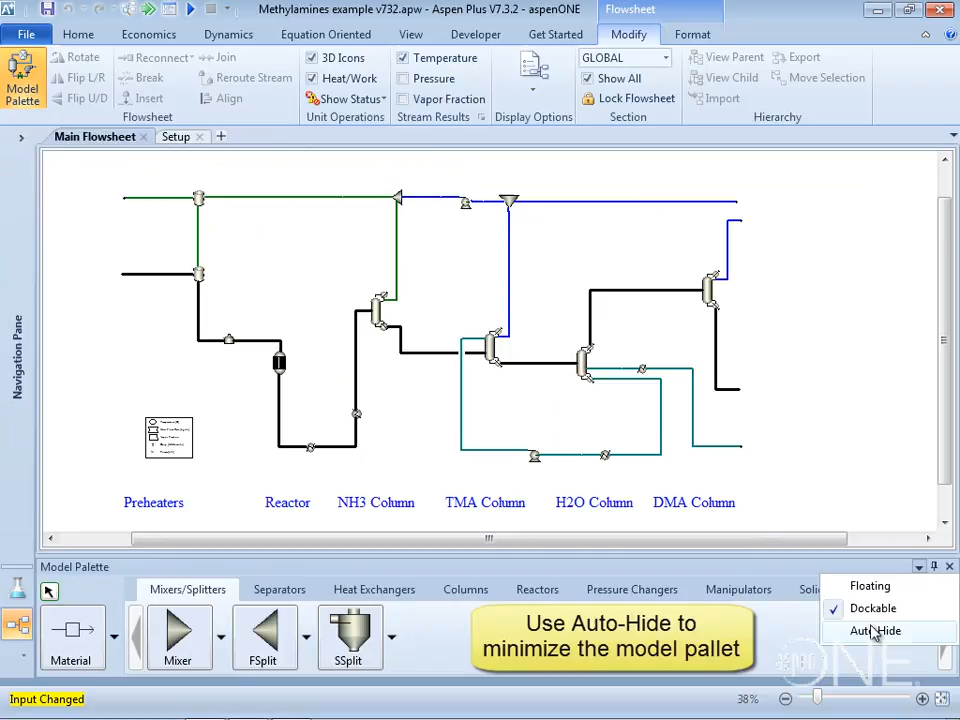 Methylamines example v732.apw - Aspen Plus V7.3.2 - aspenONE
Flowsheet
File
Home
Economics
Dynamics
Equation Oriented
View
Developer
Get Started
Modify
Format
Model
Palette
Rotate
Flip L/R
Flip U/D
Reconnect
Break
Insert
Join
Reroute Stream
Align
Flowsheet
3D Icons
Heat/Work
Show Status
Unit Operations
Temperature
Pressure
Vapor Fraction
Stream Results
Display Options
GLOBAL
Show All
Lock Flowsheet
Section
View Parent
View Child
Import
Export
Move Selection
Hierarchy
Main Flowsheet
Setup
Navigation Pane
Preheaters
Reactor
NH3 Column
TMA Column
H2O Column
DMA Column
Model Palette
Mixers/Splitters
Separators
Heat Exchangers
Columns
Reactors
Pressure Changers
Manipulators
Floating
Dockable
Auto Hide
Material
Mixer
FSplit
SSplit
Use Auto-Hide to
minimize the model pallet
aspenONE.
Input Changed
38%